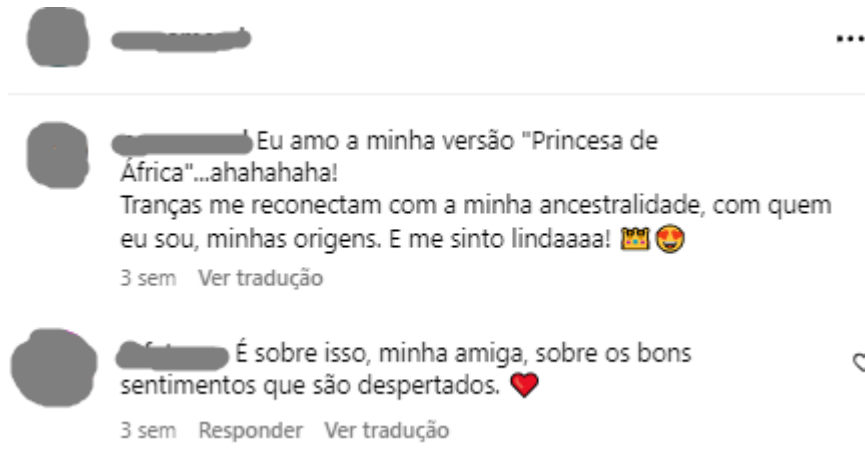 Eu amo a minha versão "Princesa de
África"...ahahahaha!
Tranças me reconectam com a minha ancestralidade, com quem
eu sou, minhas origens. E me sinto lindaaaa! 👑😍
3 sem Ver tradução
É sobre isso, minha amiga, sobre os bons
sentimentos que são despertados. ❤️
3 sem Responder Ver tradução